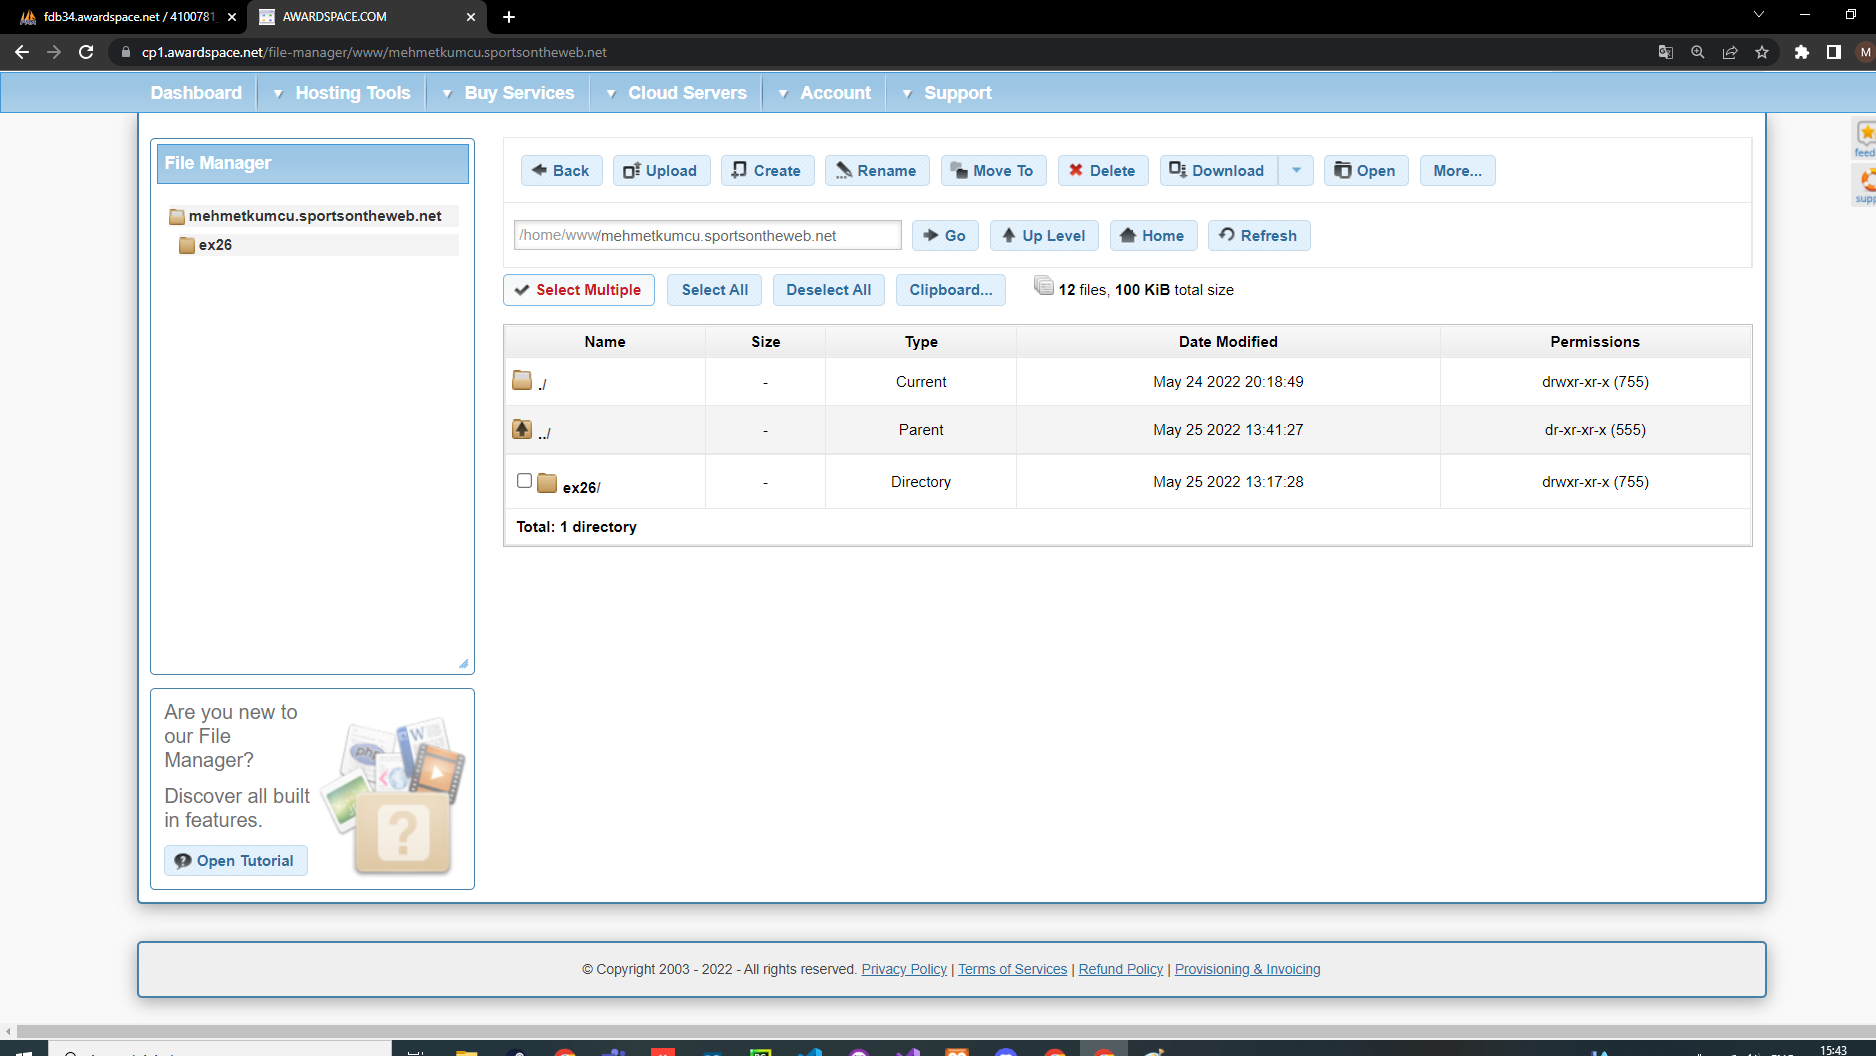 fdb34.awardspace.net / 4100781_
AWARDSPACE.COM
cp1.awardspace.net/file-manager/www/mehmetkumcu.sportsontheweb.net
M
Dashboard
Hosting Tools
Buy Services
Cloud Servers
Account
Support
feed
supp
File Manager
mehmetkumcu.sportsontheweb.net
ex26
Back
Upload
Create
Rename
Move To
Delete
Download
Open
More...
/home/www/mehmetkumcu.sportsontheweb.net
Go
Up Level
Home
Refresh
Select Multiple
Select All
Deselect All
Clipboard...
12 files, 100 KiB total size
Name Size Type Date Modified Permissions
./ - Current May 24 2022 20:18:49 drwxr-xr-x (755)
../ - Parent May 25 2022 13:41:27 dr-xr-xr-x (555)
ex26/ - Directory May 25 2022 13:17:28 drwxr-xr-x (755)
Total: 1 directory
Are you new to
our File
Manager?
Discover all built
in features.
Open Tutorial
php
W
?
© Copyright 2003 - 2022 - All rights reserved. Privacy Policy | Terms of Services | Refund Policy | Provisioning & Invoicing
15:43